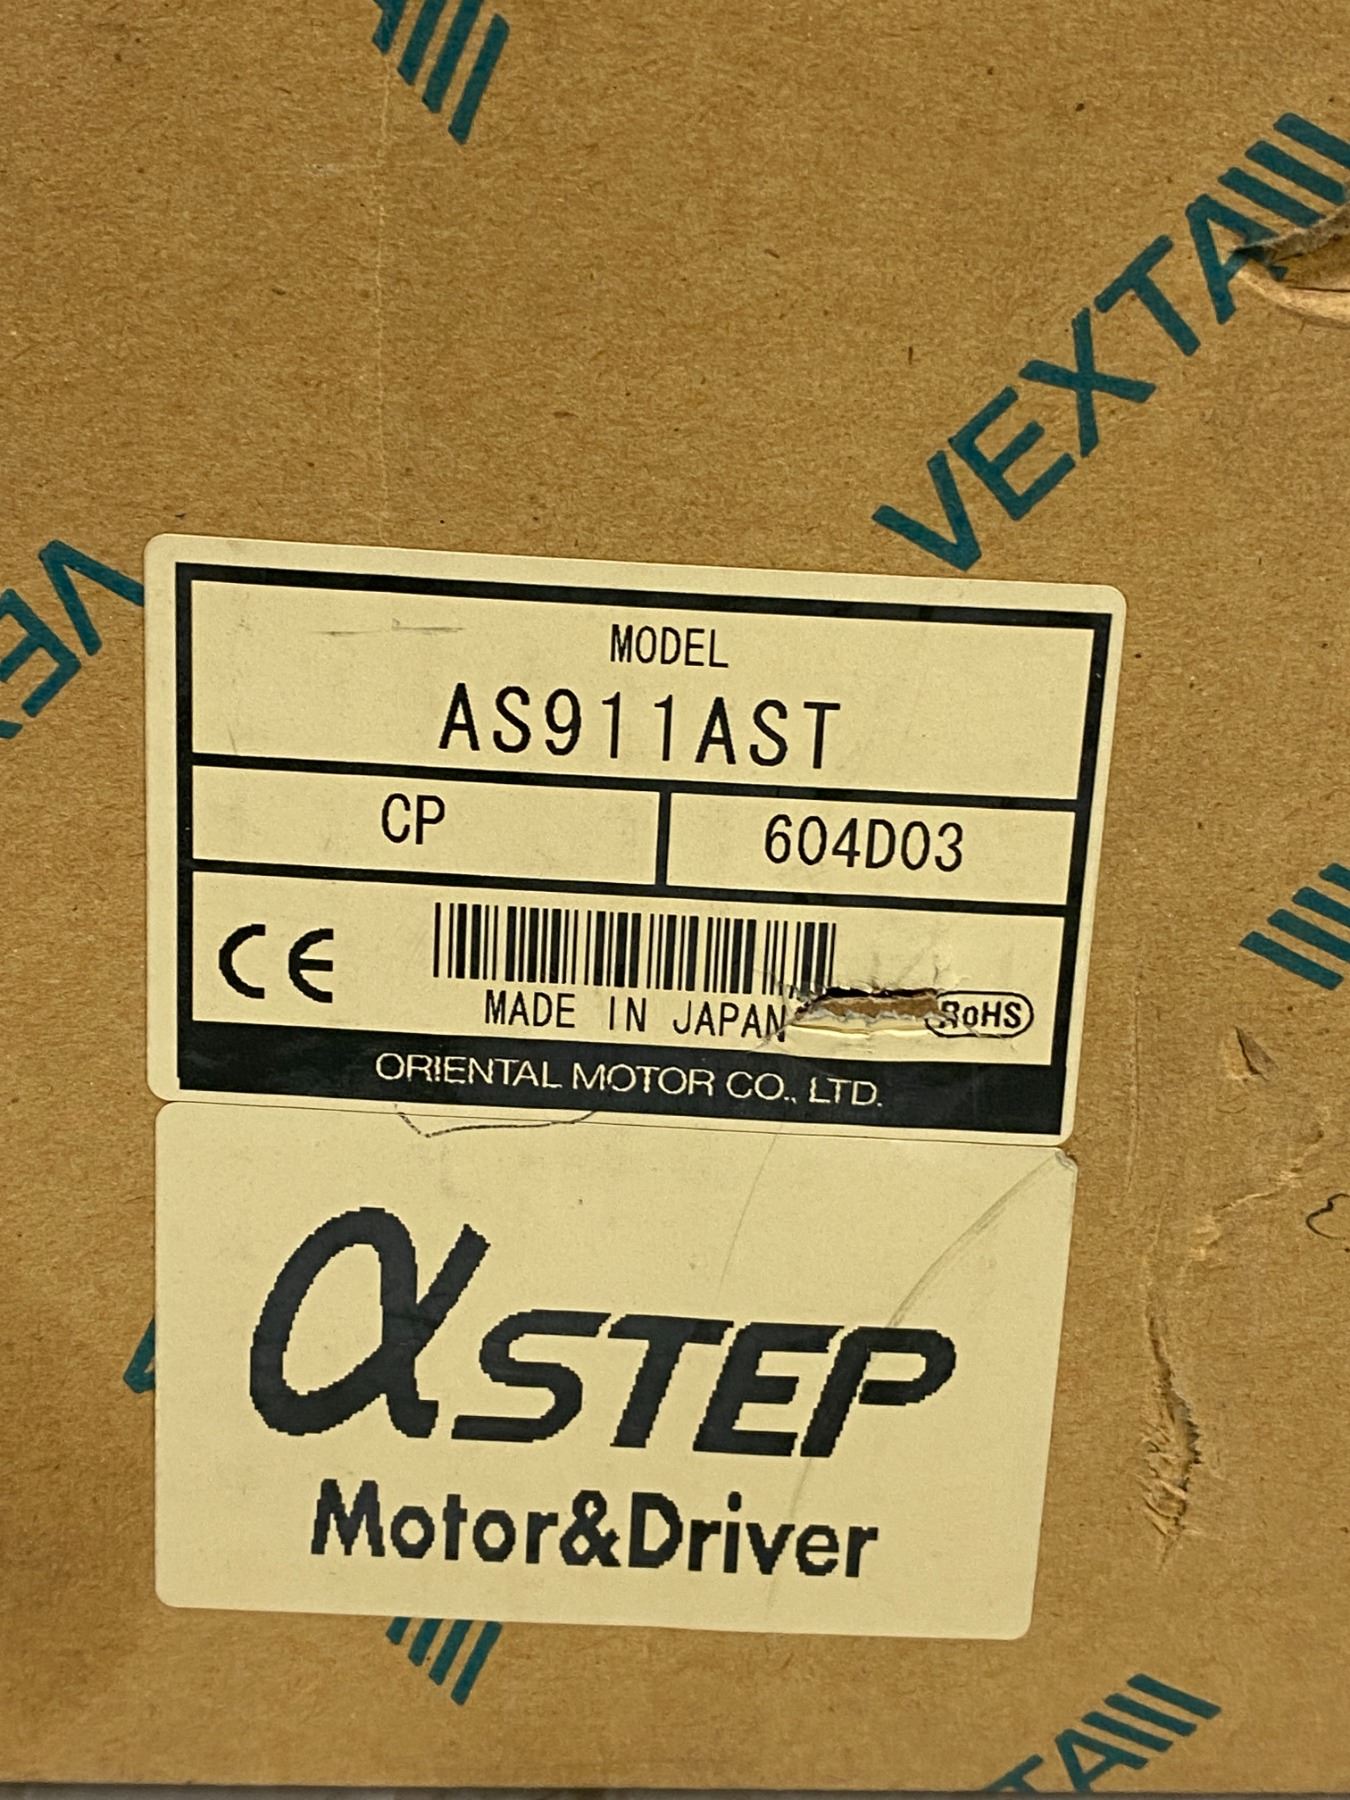 VEXTA
VEXTA
MODEL
AS911AST
CP
604D03
CE
MADE IN JAPAN
RoHS
ORIENTAL MOTOR CO., LTD.
αSTEP
Motor&Driver